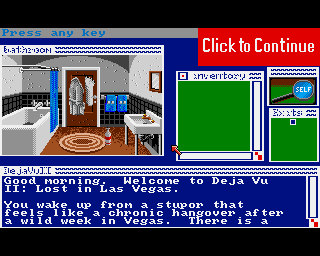 Press any key
Click to Continue
bathroom
inventory
SELF
Exits
DejaVuII
Good morning. Welcome to Deja Vu
II: Lost in Las Vegas.
You wake up from a stupor that
feels like a chronic hangover after
a wild week in Vegas. There is a